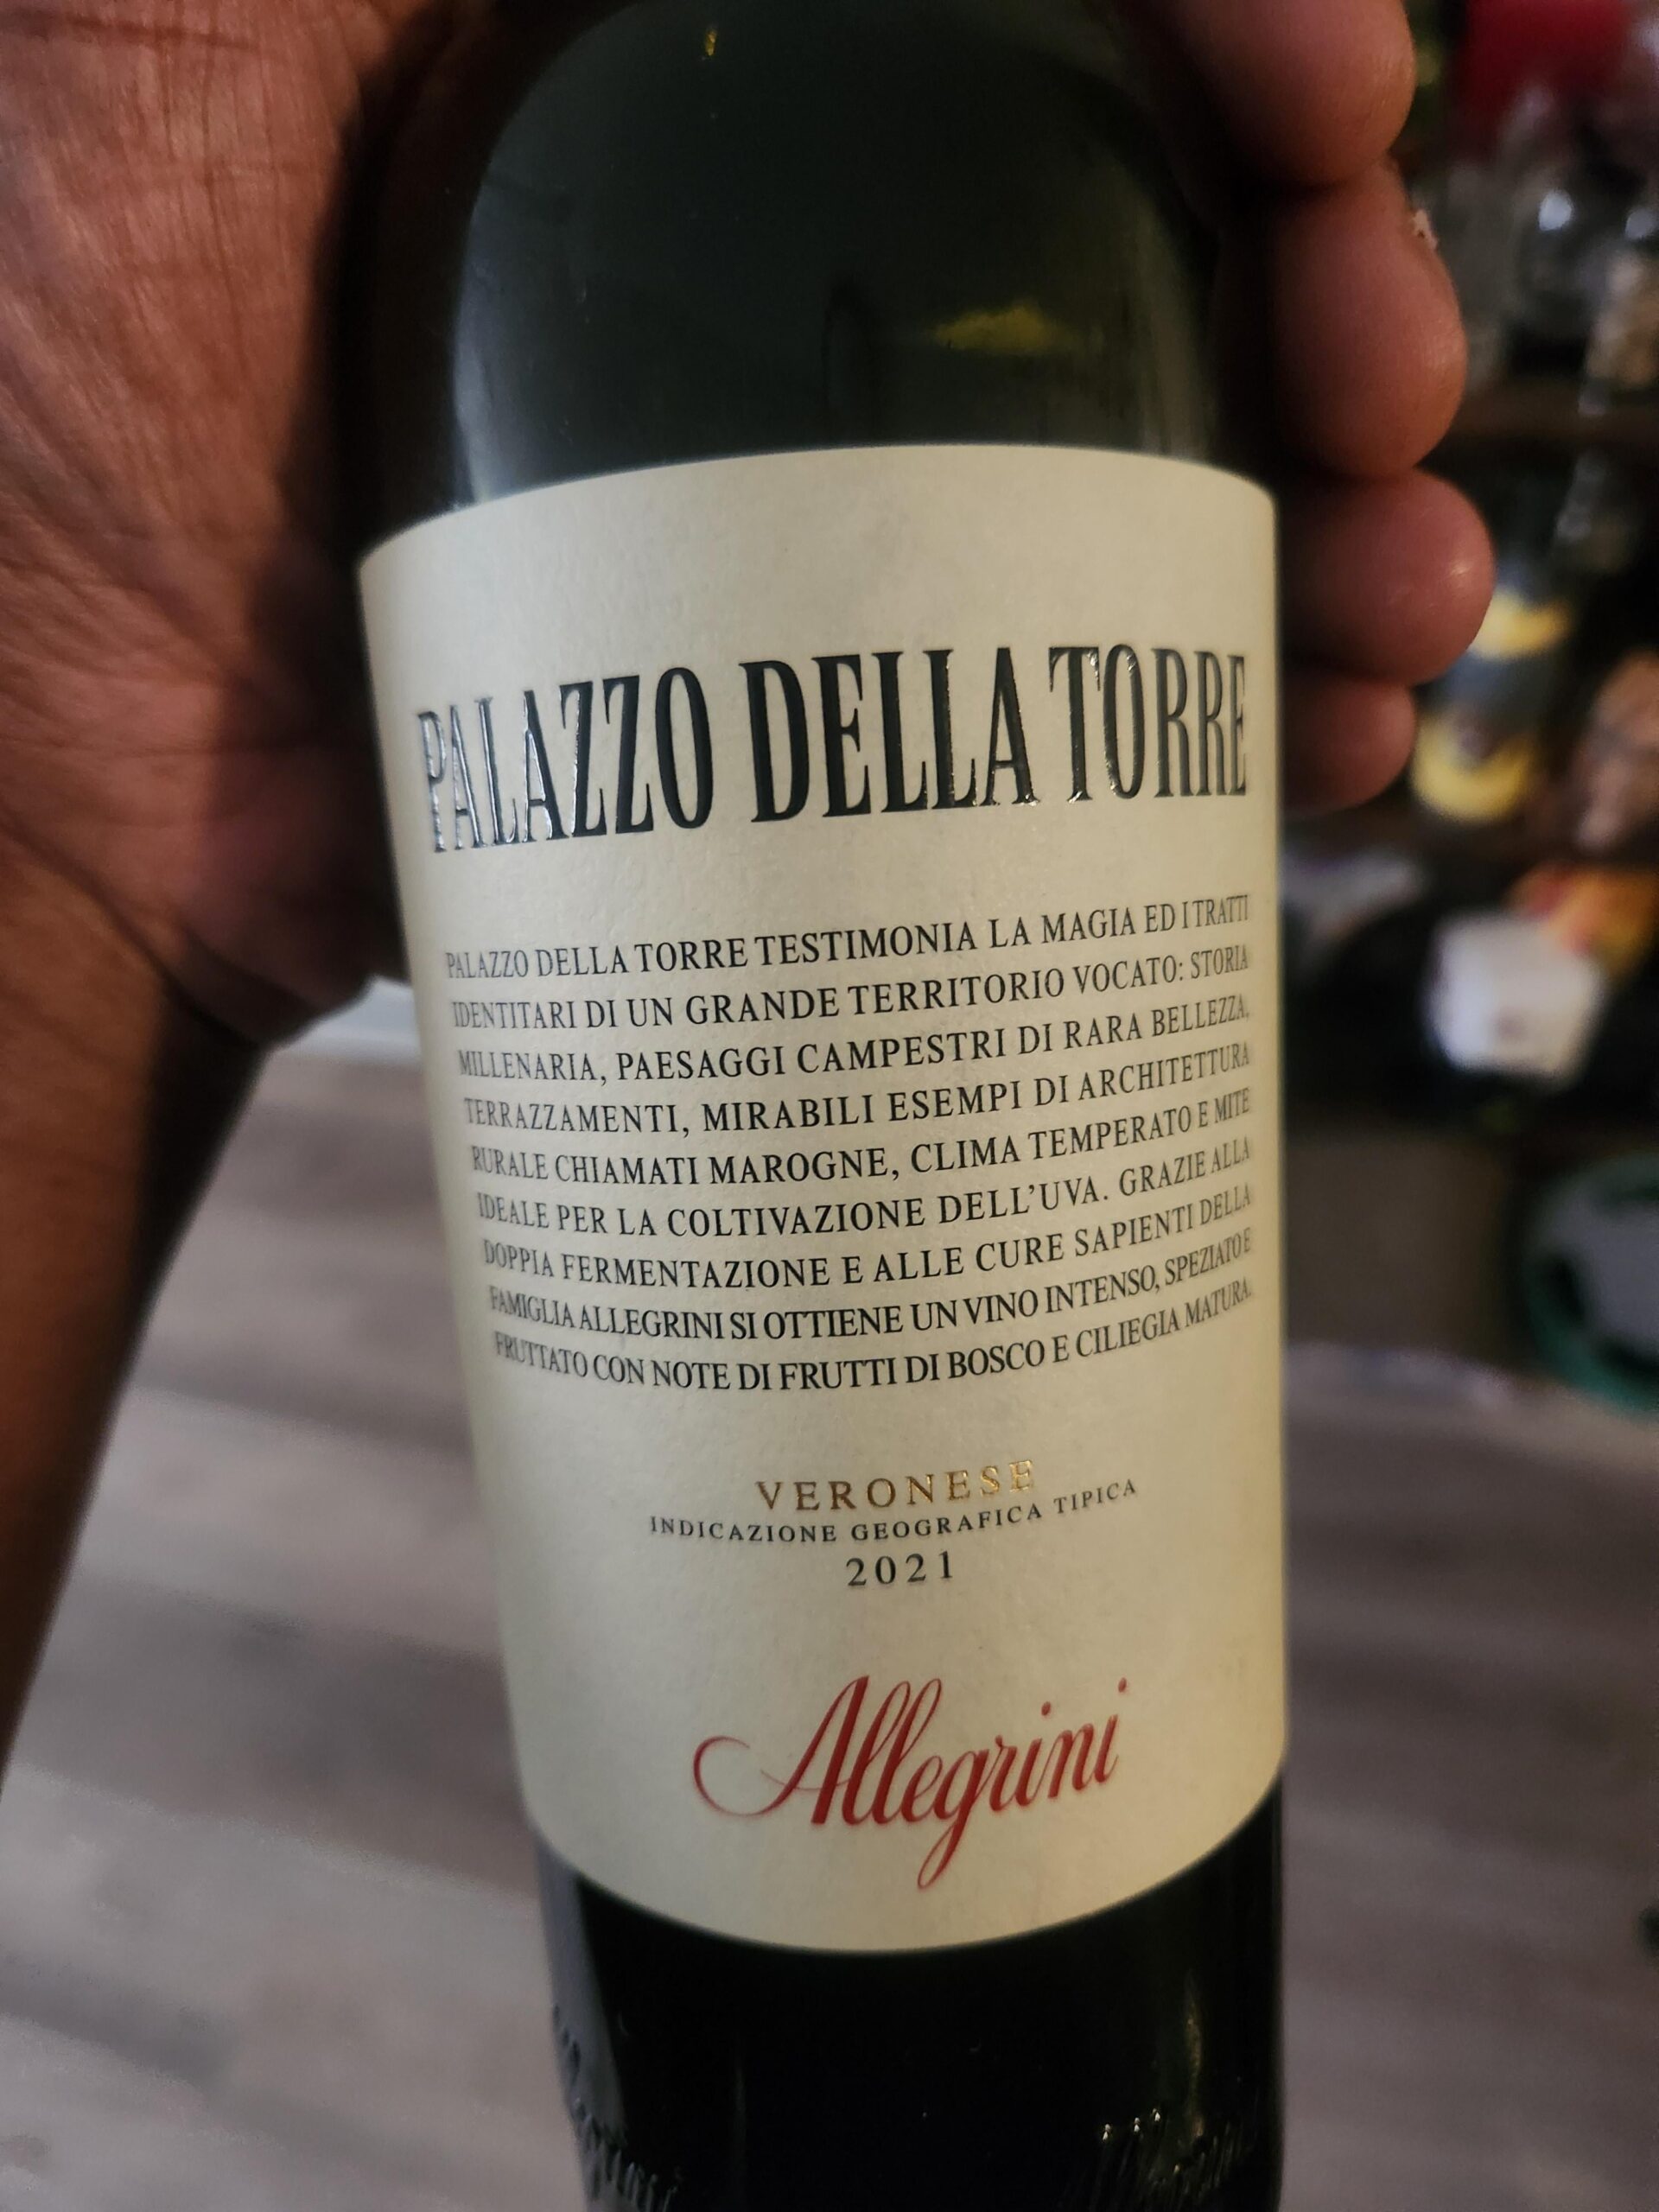 PALAZZO DELLA TORRE
PALAZZO DELLA TORRE TESTIMONIA LA MAGIA ED I TRATTI
IDENTITARI DI UN GRANDE TERRITORIO VOCATO: STORIA
MILLENARIA, PAESAGGI CAMPESTRI DI RARA BELLEZZA,
TERRAZZAMENTI, MIRABILI ESEMPI DI ARCHITETTURA
RURALE CHIAMATI MAROGNE, CLIMA TEMPERATO E MITE
IDEALE PER LA COLTIVAZIONE DELL'UVA. GRAZIE ALLA
DOPPIA FERMENTAZIONE E ALLE CURE SAPIENTI DELLA
FAMIGLIA ALLEGRINI SI OTTIENE UN VINO INTENSO, SPEZIATO E
FRUTTATO CON NOTE DI FRUTTI DI BOSCO E CILIEGIA MATURA.
VERONESE
INDICAZIONE GEOGRAFICA TIPICA
2021
Allegrini